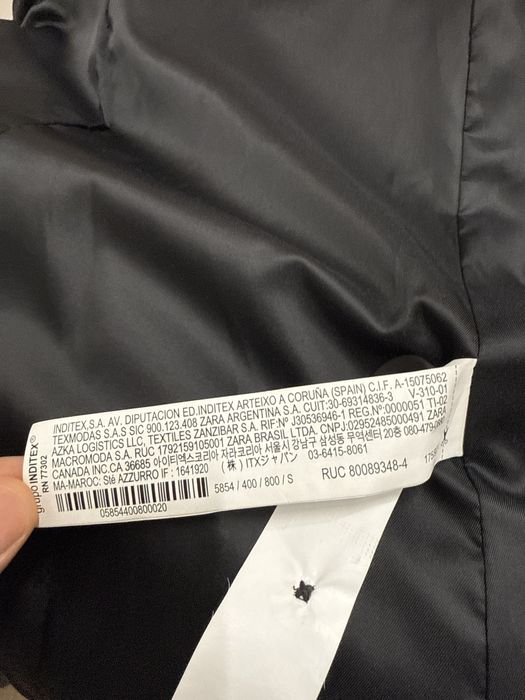 grupo INDITEX®
RN 77302
INDITEX,S.A. AV. DIPUTACION ED.INDITEX ARTEIXO A CORUÑA (SPAIN) C.I.F. A-15075062
TEXMODAS S.A.S SIC 900.123.408 ZARA ARGENTINA S.A. CUIT:30-69314836-3 V-310-01
AZKA LOGISTICS LLC, TEXTILES ZANZIBAR S.A. RIF:Nº J30536946-1 REG.Nº:0000051 TI-02
MACROMODA S.A. RÚC 1792159105001 ZARA BRASIL LTDA. CNPJ:02952485000491 ZARA
CANADA INC.CA 36685 아이티엑스코리아 자라코리아 서울시 강남구 삼성동 무역센터 20층 080-479-0880
MA-MAROC: Sté AZZURRO IF : 1641920 (株) ITXジャパン 03-6415-8061
5854 / 400 / 800 / S RUC 80089348-4
05854400800020